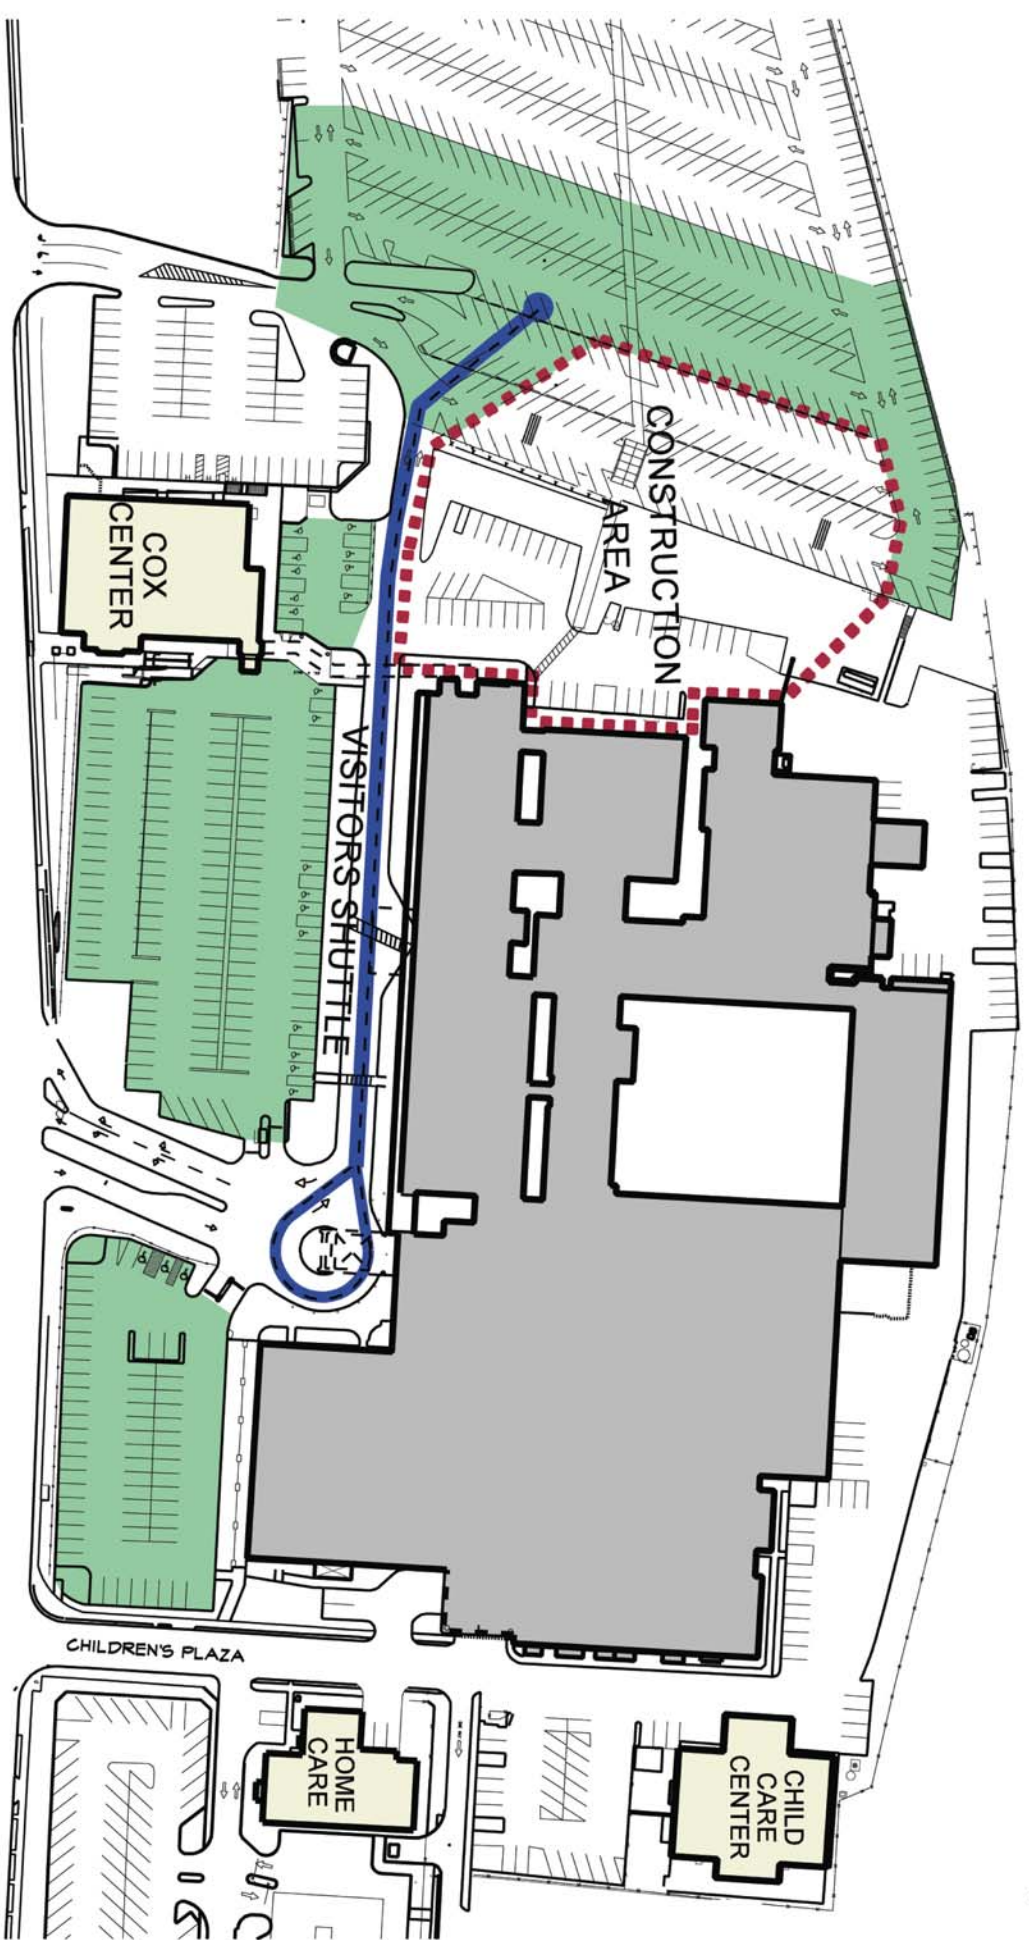 CONSTRUCTION
AREA
COX
CENTER
VISITORS SHUTTLE
CHILDREN'S PLAZA
HOME
CARE
CHILD
CARE
CENTER